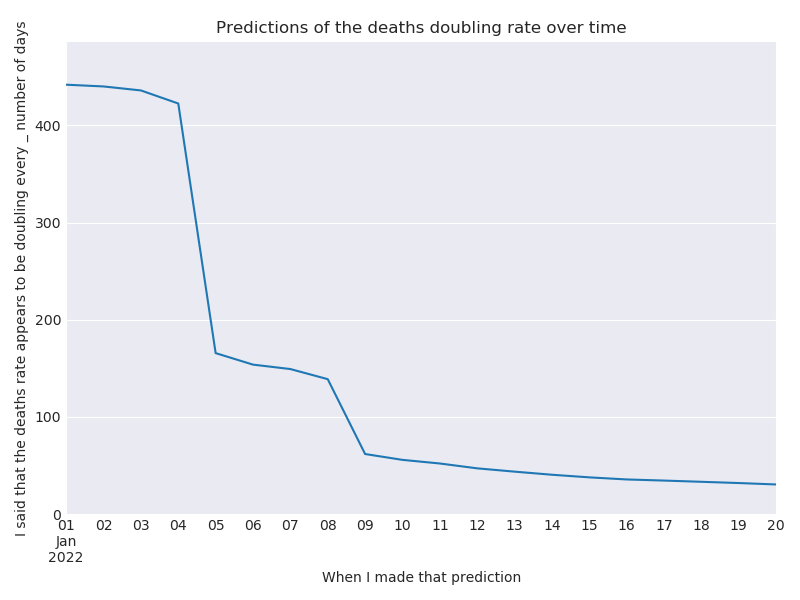 Predictions of the deaths doubling rate over time
I said that the deaths rate appears to be doubling every _ number of days
400
300
200
100
0
01 02 03 04 05 06 07 08 09 10 11 12 13 14 15 16 17 18 19 20
Jan
2022
When I made that prediction